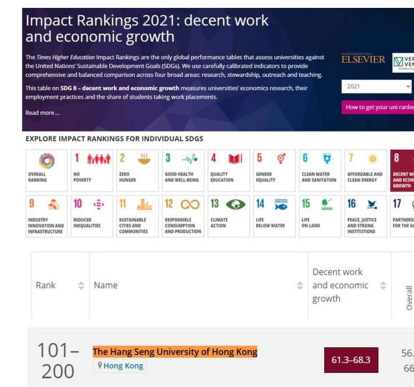 Impact Rankings 2021: decent work
and economic growth
The Times Higher Education Impact Rankings are the only global performance tables that assess universities against
the United Nations' Sustainable Development Goals (SDGs). We use carefully calibrated indicators to provide
comprehensive and balanced comparison across four broad areas: research, stewardship, outreach and teaching.
This table on SDG 8 – decent work and economic growth measures universities' economics research, their
employment practices and the share of students taking work placements.
Read more...
ELSEVIER
2021
How to get your uni ranke
EXPLORE IMPACT RANKINGS FOR INDIVIDUAL SDGS
OVERALL
RANKING
1
NO
POVERTY
2
ZERO
HUNGER
3
GOOD HEALTH
AND WELL-BEING
4
QUALITY
EDUCATION
5
GENDER
EQUALITY
6
CLEAN WATER
AND SANITATION
7
AFFORDABLE AND
CLEAN ENERGY
8
DECENT W
AND ECON
GROWTH
9
INDUSTRY
INNOVATION AND
INFRASTRUCTURE
10
REDUCED
INEQUALITIES
11
SUSTAINABLE
CITIES AND
COMMUNITIES
12
RESPONSIBLE
CONSUMPTION
AND PRODUCTION
13
CLIMATE
ACTION
14
LIFE
BELOW WATER
15
LIFE
ON LAND
16
PEACE, JUSTICE
AND STRONG
INSTITUTIONS
17
PARTNERS
FOR THE G
Rank
Name
Decent work
and economic
growth
Overall
101–
200
The Hang Seng University of Hong Kong
Hong Kong
61.3–68.3
56.
66